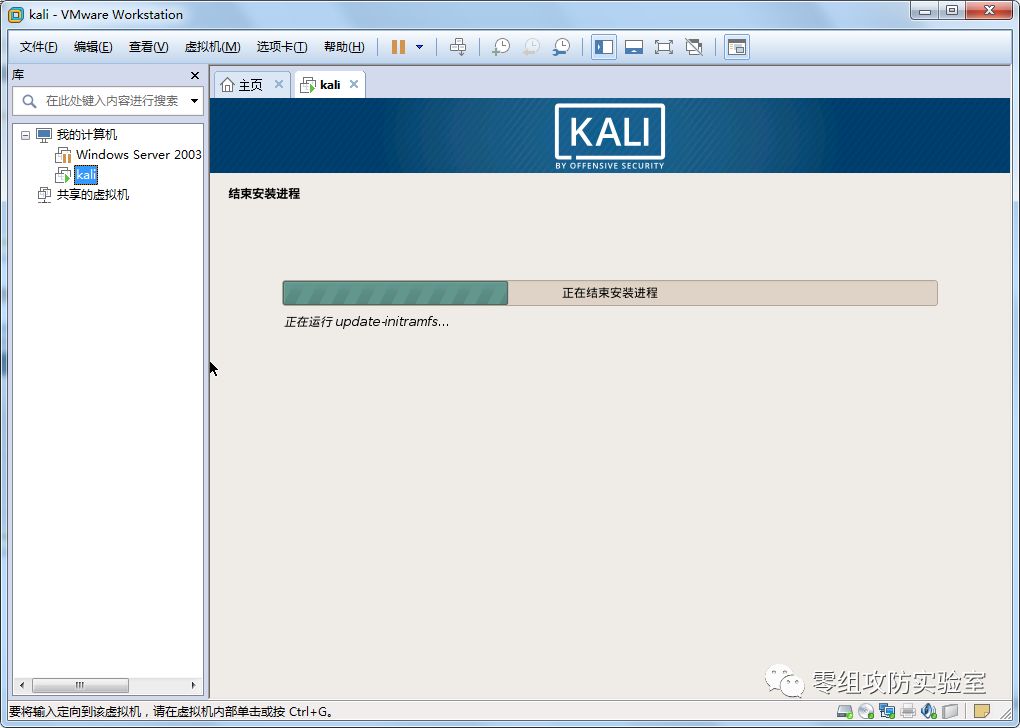 kali - VMware Workstation
文件(F) 编辑(E) 查看(V) 虚拟机(M) 选项卡(T) 帮助(H)
库
在此处键入内容进行搜索
我的计算机
Windows Server 2003
kali
共享的虚拟机
主页 kali
KALI
BY OFFENSIVE SECURITY
结束安装进程
正在结束安装进程
正在运行 update-initramfs...
零组攻防实验室
要将输入定向到该虚拟机，请在虚拟机内部单击或按 Ctrl+G。